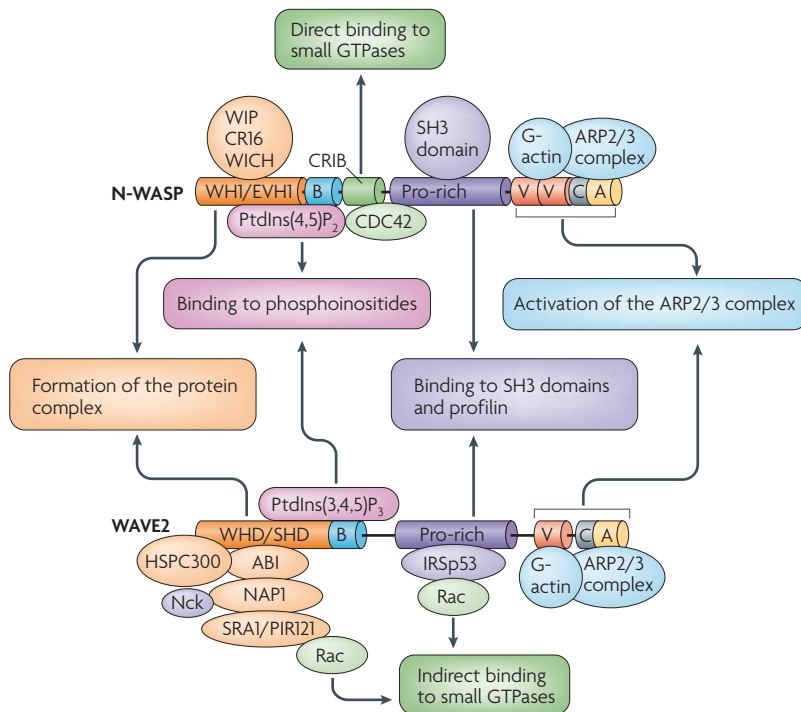 Direct binding to
small GTPases
WIP
CR16
WICH
SH3
domain
G-
actin
ARP2/3
complex
CRIB
N-WASP
WH1/EVH1
B
Pro-rich
V
V
C
A
PtdIns(4,5)P2
CDC42
Binding to phosphoinositides
Activation of the ARP2/3 complex
Formation of the protein
complex
Binding to SH3 domains
and profilin
PtdIns(3,4,5)P3
WAVE2
WHD/SHD
B
Pro-rich
V
C
A
HSPC300
ABI
IRSp53
G-
actin
ARP2/3
complex
Nck
NAP1
Rac
SRA1/PIR121
Rac
Indirect binding
to small GTPases